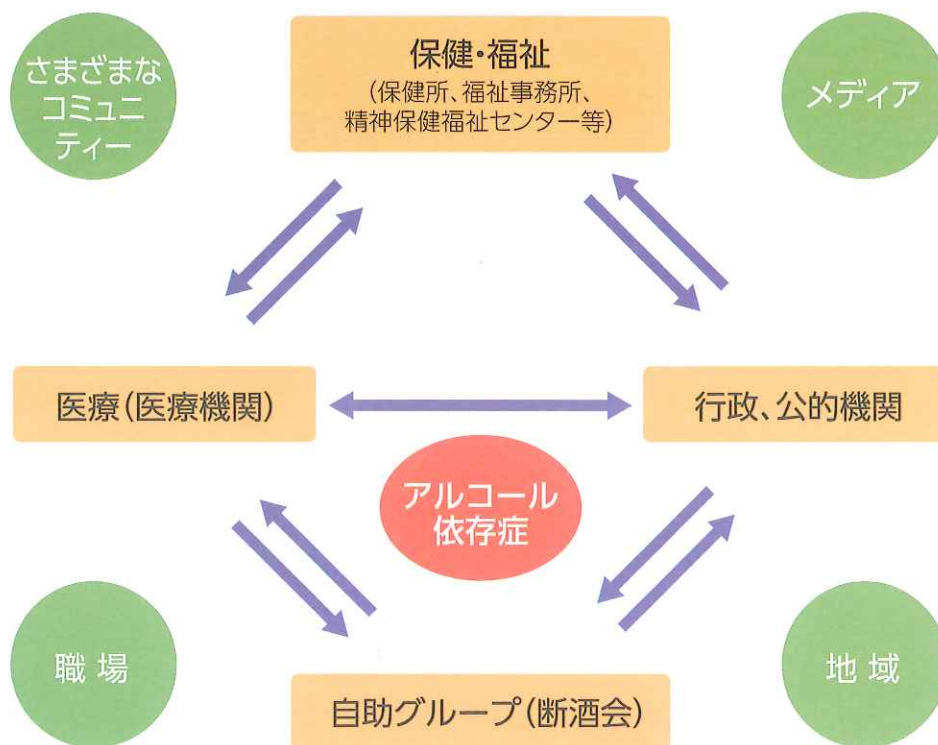 さまざまな
コミュニ
ティー
保健・福祉
(保健所、福祉事務所、
精神保健福祉センター等)
メディア
医療(医療機関)
行政、公的機関
アルコール
依存症
職場
自助グループ(断酒会)
地域